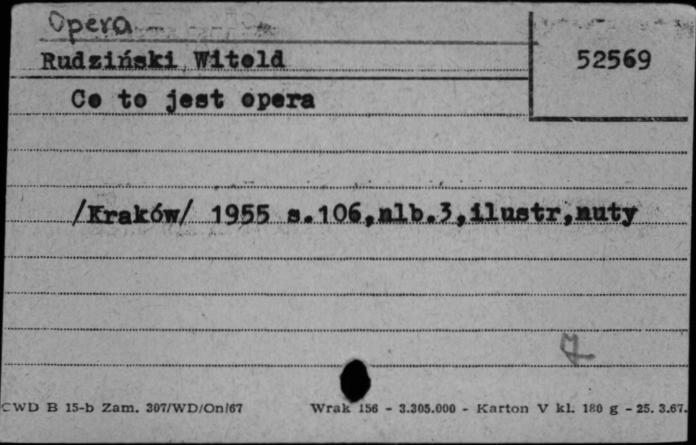 Opera
Rudziński Witold
52569
Co to jest opera
/Kraków/ 1955 s.106,nlb.3,ilustr,nuty
CWD B 15-b Zam. 307/WD/On/67 Wrak 156 - 3.305.000 - Karton V kl. 180 g - 25. 3.67.